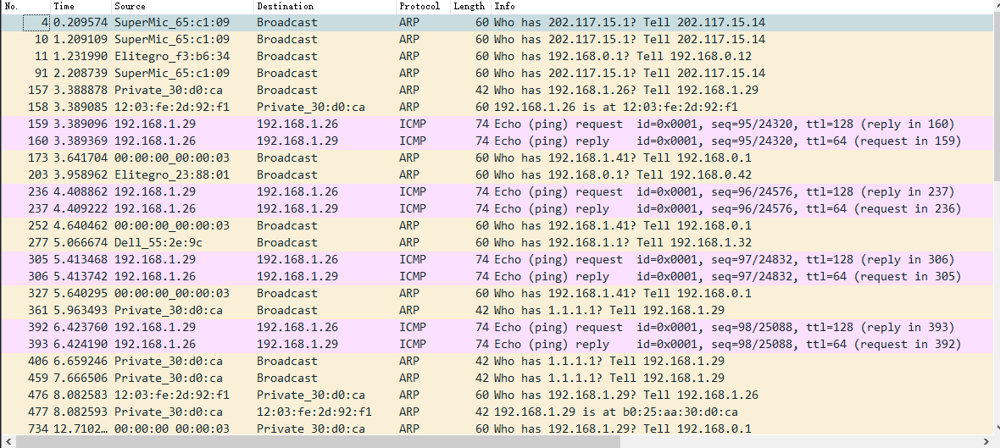 No. Time Source Destination Protocol Length Info
4 0.209574 SuperMic_65:c1:09 Broadcast ARP 60 Who has 202.117.15.1? Tell 202.117.15.14
10 1.209109 SuperMic_65:c1:09 Broadcast ARP 60 Who has 202.117.15.1? Tell 202.117.15.14
11 1.231990 Elitegro_f3:b6:34 Broadcast ARP 60 Who has 192.168.0.1? Tell 192.168.0.12
91 2.208739 SuperMic_65:c1:09 Broadcast ARP 60 Who has 202.117.15.1? Tell 202.117.15.14
157 3.388878 Private_30:d0:ca Broadcast ARP 42 Who has 192.168.1.26? Tell 192.168.1.29
158 3.389085 12:03:fe:2d:92:f1 Private_30:d0:ca ARP 60 192.168.1.26 is at 12:03:fe:2d:92:f1
159 3.389096 192.168.1.29 192.168.1.26 ICMP 74 Echo (ping) request id=0x0001, seq=95/24320, ttl=128 (reply in 160)
160 3.389369 192.168.1.26 192.168.1.29 ICMP 74 Echo (ping) reply id=0x0001, seq=95/24320, ttl=64 (request in 159)
173 3.641704 00:00:00_00:00:03 Broadcast ARP 60 Who has 192.168.1.41? Tell 192.168.0.1
203 3.958962 Elitegro_23:88:01 Broadcast ARP 60 Who has 192.168.0.1? Tell 192.168.0.42
236 4.408862 192.168.1.29 192.168.1.26 ICMP 74 Echo (ping) request id=0x0001, seq=96/24576, ttl=128 (reply in 237)
237 4.409222 192.168.1.26 192.168.1.29 ICMP 74 Echo (ping) reply id=0x0001, seq=96/24576, ttl=64 (request in 236)
252 4.640462 00:00:00_00:00:03 Broadcast ARP 60 Who has 192.168.1.41? Tell 192.168.0.1
277 5.066674 Dell_55:2e:9c Broadcast ARP 60 Who has 192.168.1.1? Tell 192.168.1.32
305 5.413468 192.168.1.29 192.168.1.26 ICMP 74 Echo (ping) request id=0x0001, seq=97/24832, ttl=128 (reply in 306)
306 5.413742 192.168.1.26 192.168.1.29 ICMP 74 Echo (ping) reply id=0x0001, seq=97/24832, ttl=64 (request in 305)
327 5.640295 00:00:00_00:00:03 Broadcast ARP 60 Who has 192.168.1.41? Tell 192.168.0.1
361 5.963493 Private_30:d0:ca Broadcast ARP 42 Who has 1.1.1.1? Tell 192.168.1.29
392 6.423760 192.168.1.29 192.168.1.26 ICMP 74 Echo (ping) request id=0x0001, seq=98/25088, ttl=128 (reply in 393)
393 6.424190 192.168.1.26 192.168.1.29 ICMP 74 Echo (ping) reply id=0x0001, seq=98/25088, ttl=64 (request in 392)
406 6.659246 Private_30:d0:ca Broadcast ARP 42 Who has 1.1.1.1? Tell 192.168.1.29
459 7.666506 Private_30:d0:ca Broadcast ARP 42 Who has 1.1.1.1? Tell 192.168.1.29
476 8.082583 12:03:fe:2d:92:f1 Private_30:d0:ca ARP 60 Who has 192.168.1.29? Tell 192.168.1.26
477 8.082593 Private_30:d0:ca 12:03:fe:2d:92:f1 ARP 42 192.168.1.29 is at b0:25:aa:30:d0:ca
734 12.7102… 00:00:00_00:00:03 Private_30:d0:ca ARP 60 Who has 192.168.1.29? Tell 192.168.0.1